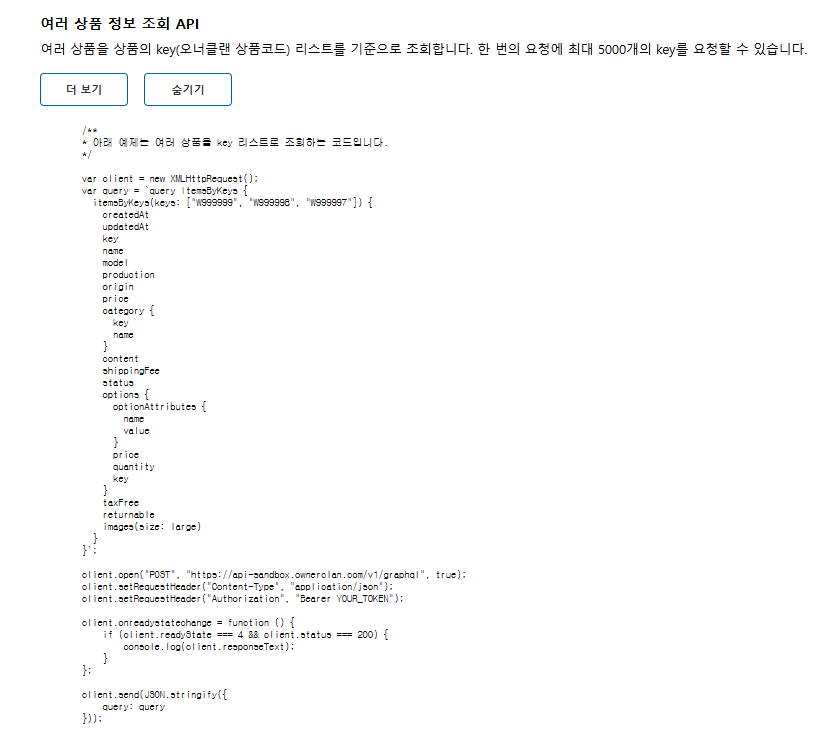 여러 상품 정보 조회 API
여러 상품을 상품의 key(오너클랜 상품코드) 리스트를 기준으로 조회합니다. 한 번의 요청에 최대 5000개의 key를 요청할 수 있습니다.
더 보기 숨기기
/**
* 아래 예제는 여러 상품을 key 리스트로 조회하는 코드입니다.
*/
var client = new XMLHttpRequest();
var query = `query ItemsByKeys {
itemsByKeys(keys: ["W999999", "W999998", "W999997"]) {
createdAt
updatedAt
key
name
model
production
origin
price
category {
key
name
}
content
shippingFee
status
options {
optionAttributes {
name
value
}
price
quantity
key
}
taxFree
returnable
images(size: large)
}
}`;
client.open("POST", "https://api-sandbox.ownerclan.com/v1/graphql", true);
client.setRequestHeader("Content-Type", "application/json");
client.setRequestHeader("Authorization", "Bearer YOUR_TOKEN");
client.onreadystatechange = function () {
if (client.readyState === 4 && client.status === 200) {
console.log(client.responseText);
}
};
client.send(JSON.stringify({
query: query
}));